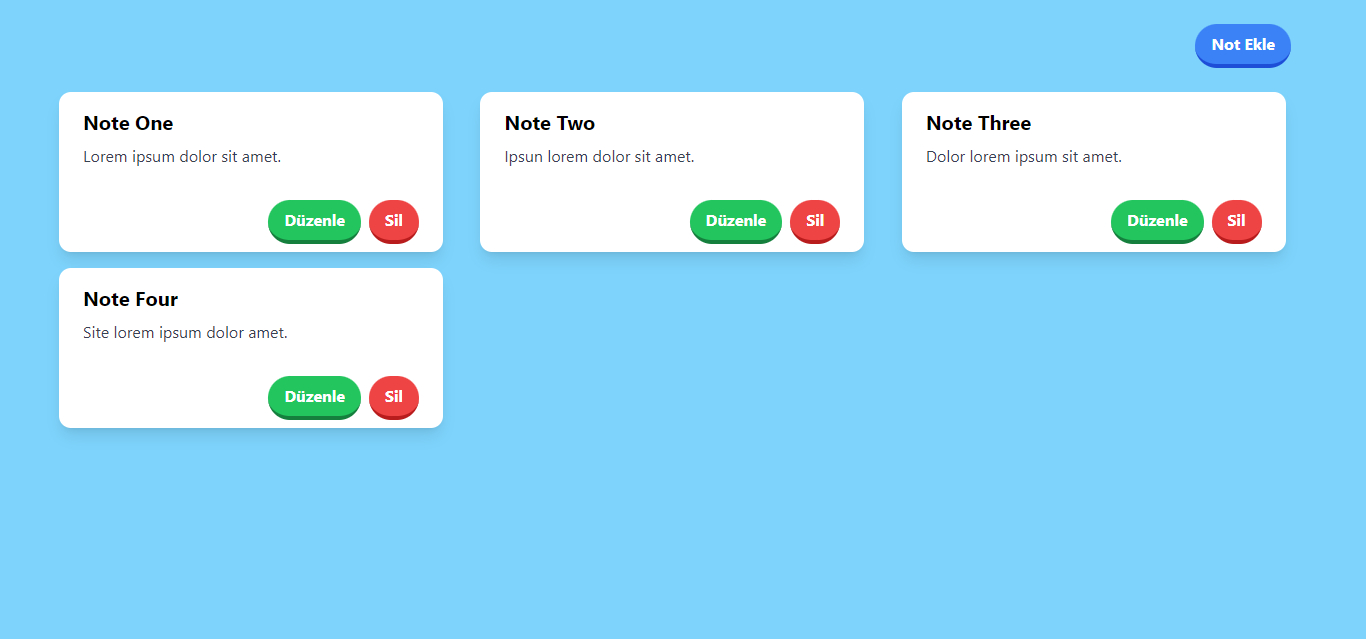 Not Ekle
Note One
Lorem ipsum dolor sit amet.
Düzenle Sil
Note Two
Ipsun lorem dolor sit amet.
Düzenle Sil
Note Three
Dolor lorem ipsum sit amet.
Düzenle Sil
Note Four
Site lorem ipsum dolor amet.
Düzenle Sil